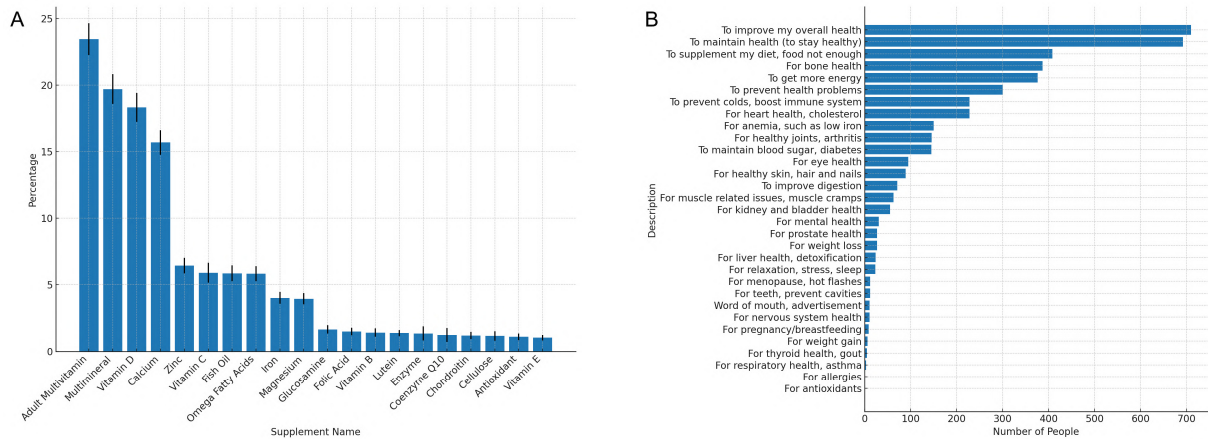 A
25
20
15
10
5
0
Percentage
Adult Multivitamin
Multimineral
Vitamin D
Calcium
Zinc
Vitamin C
Fish Oil
Omega Fatty Acids
Iron
Magnesium
Glucosamine
Folic Acid
Vitamin B
Lutein
Enzyme
Coenzyme Q10
Chondroitin
Cellulose
Antioxidant
Vitamin E
Supplement Name
B
Description
To improve my overall health
To maintain health (to stay healthy)
To supplement my diet, food not enough
For bone health
To get more energy
To prevent health problems
To prevent colds, boost immune system
For heart health, cholesterol
For anemia, such as low iron
For healthy joints, arthritis
To maintain blood sugar, diabetes
For eye health
For healthy skin, hair and nails
To improve digestion
For muscle related issues, muscle cramps
For kidney and bladder health
For mental health
For prostate health
For weight loss
For liver health, detoxification
For relaxation, stress, sleep
For menopause, hot flashes
For teeth, prevent cavities
Word of mouth, advertisement
For nervous system health
For pregnancy/breastfeeding
For weight gain
For thyroid health, gout
For respiratory health, asthma
For allergies
For antioxidants
0 100 200 300 400 500 600 700
Number of People